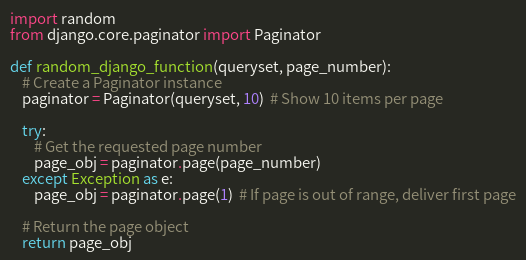 import random
from django.core.paginator import Paginator

def random_django_function(queryset, page_number):
    # Create a Paginator instance
    paginator = Paginator(queryset, 10)  # Show 10 items per page

    try:
        # Get the requested page number
        page_obj = paginator.page(page_number)
    except Exception as e:
        page_obj = paginator.page(1)  # If page is out of range, deliver first page

    # Return the page object
    return page_obj